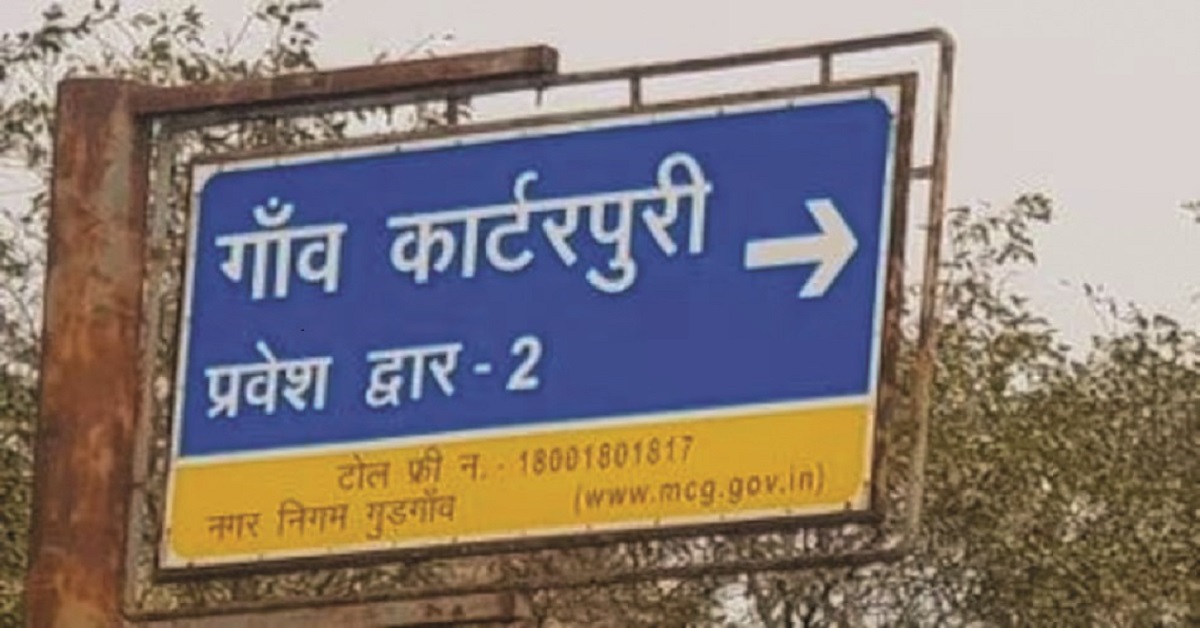 गाँव कार्टरपुरी
प्रवेश द्वार - 2
टोल फ्री न. - 18001801817
नगर निगम गुडगाँव (www.mcg.gov.in)